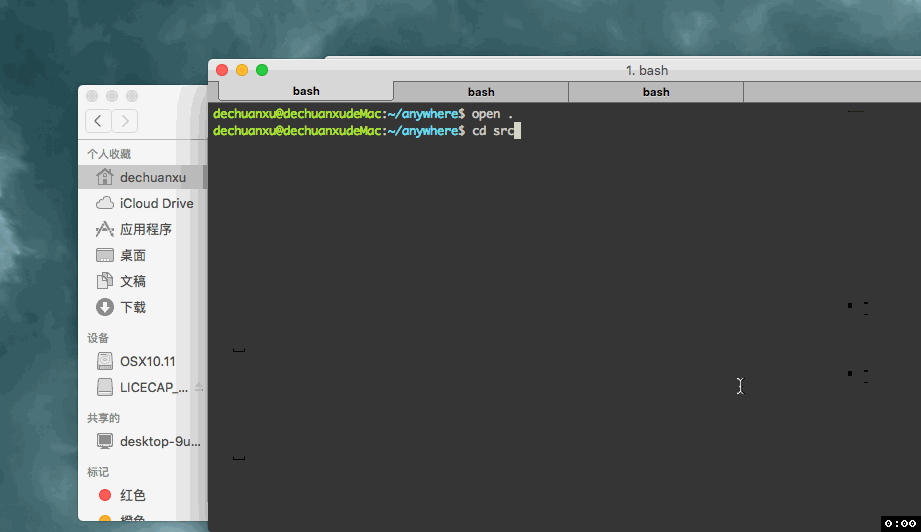 1. bash
bash
bash
bash
dechuanxu@dechuanxudeMac:~/anywhere$ open .
dechuanxu@dechuanxudeMac:~/anywhere$ cd src
个人收藏
dechuanxu
iCloud Drive
应用程序
桌面
文稿
下载
设备
OSX10.11
LICECAP_...
共享的
desktop-9u...
标记
红色
橙色
0:00